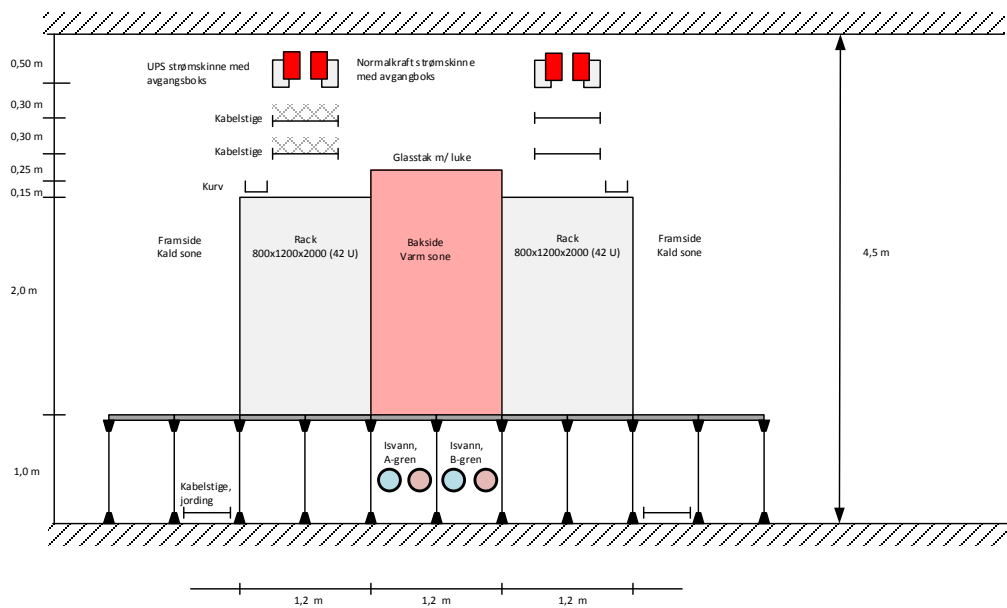 0,50 m
UPS strømskinne med
avgangsboks
Normalkraft strømskinne
med avgangboks
0,30 m
Kabelstige
0,30 m
Kabelstige
Glasstak m/ luke
0,25 m
0,15 m
Kurv
Framside
Kald sone
Rack
800x1200x2000 (42 U)
Bakside
Varm sone
Rack
800x1200x2000 (42 U)
Framside
Kald sone
4,5 m
2,0 m
Isvann,
A-gren
Isvann,
B-gren
1,0 m
Kabelstige,
jording
1,2 m
1,2 m
1,2 m